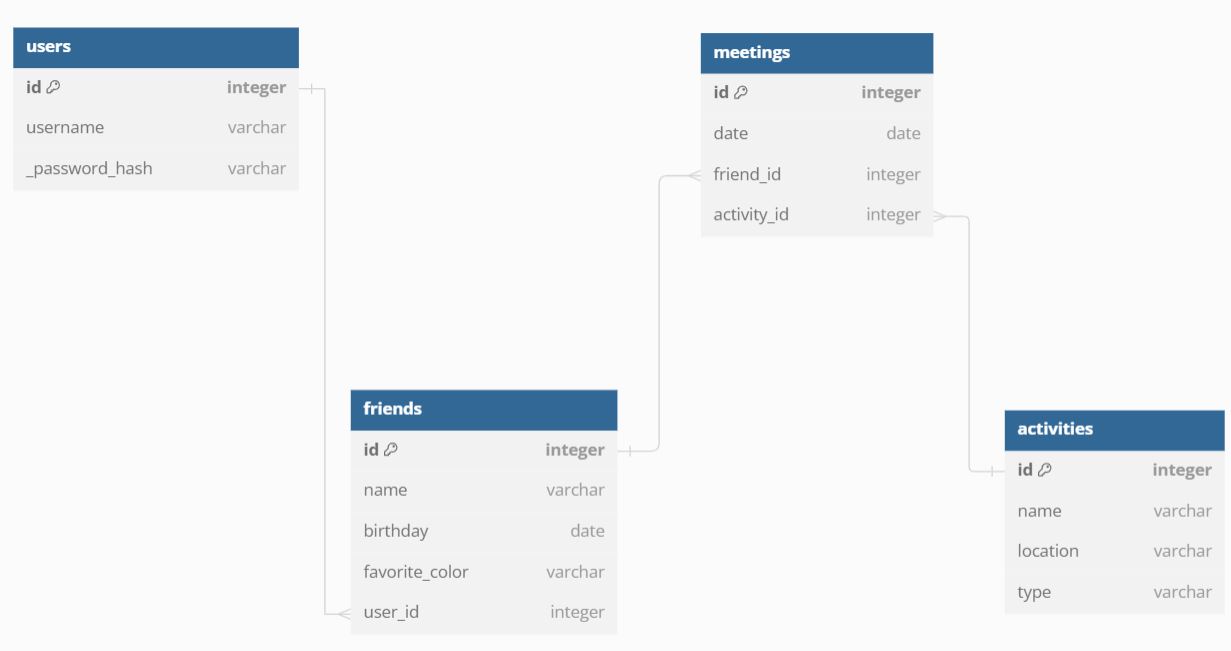 users
id integer
username varchar
_password_hash varchar
meetings
id integer
date date
friend_id integer
activity_id integer
friends
id integer
name varchar
birthday date
favorite_color varchar
user_id integer
activities
id integer
name varchar
location varchar
type varchar